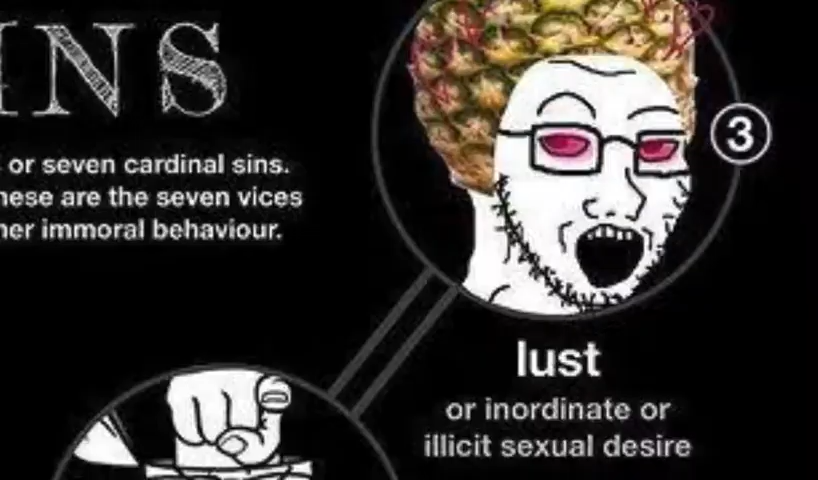 INS
or seven cardinal sins.
hese are the seven vices
her immoral behaviour.
3
lust
or inordinate or
illicit sexual desire